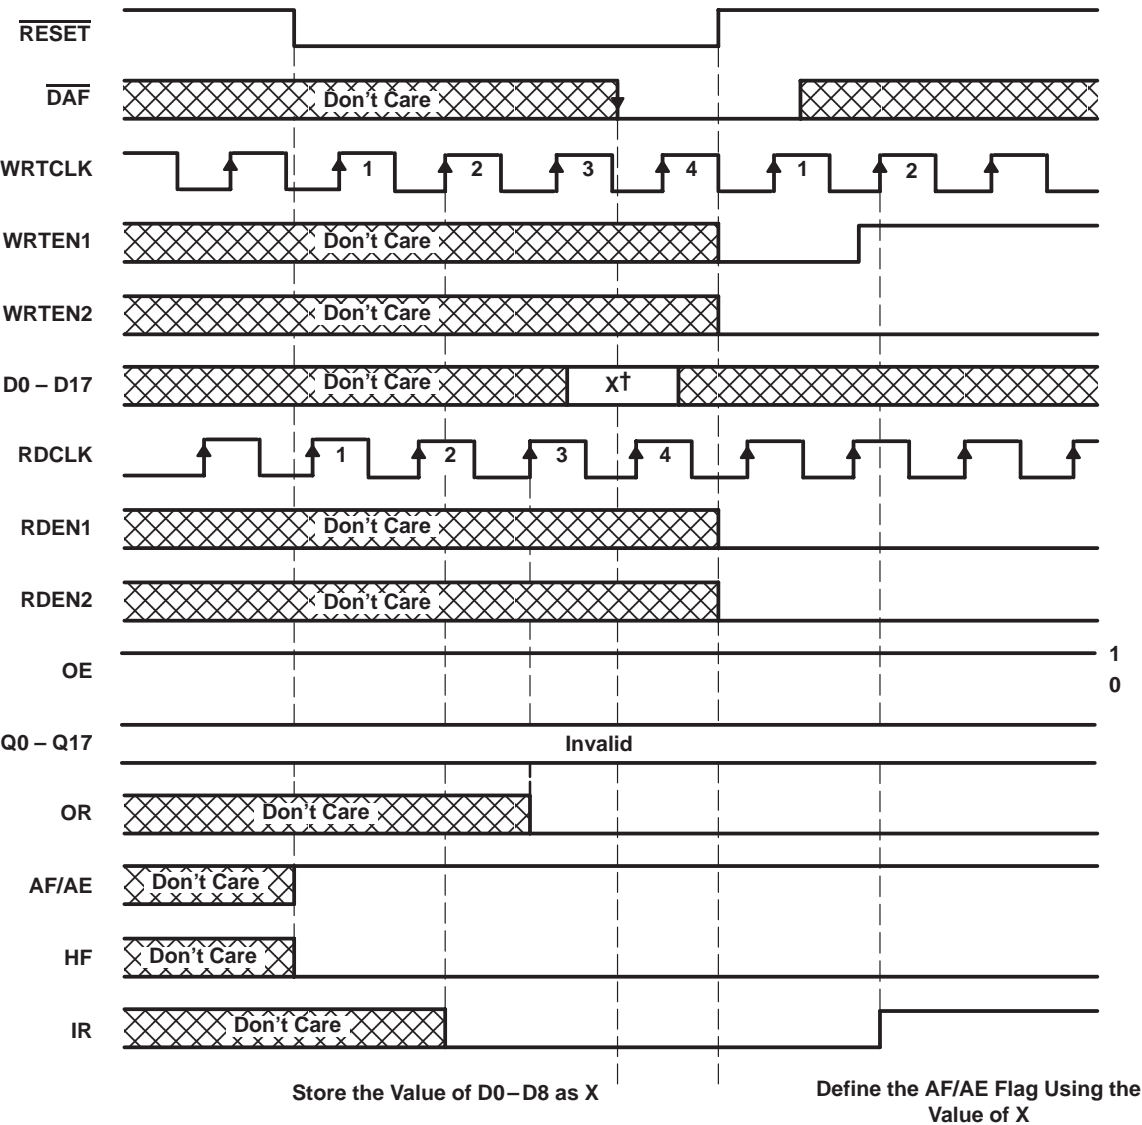 RESET
DAF
Don't Care
WRTCLK
1 2 3 4 1 2
WRTEN1
Don't Care
WRTEN2
Don't Care
D0 – D17
Don't Care
X†
RDCLK
1 2 3 4
RDEN1
Don't Care
RDEN2
Don't Care
OE
1
0
Q0 – Q17
Invalid
OR
Don't Care
AF/AE
Don't Care
HF
Don't Care
IR
Don't Care
Store the Value of D0–D8 as X
Define the AF/AE Flag Using the
Value of X